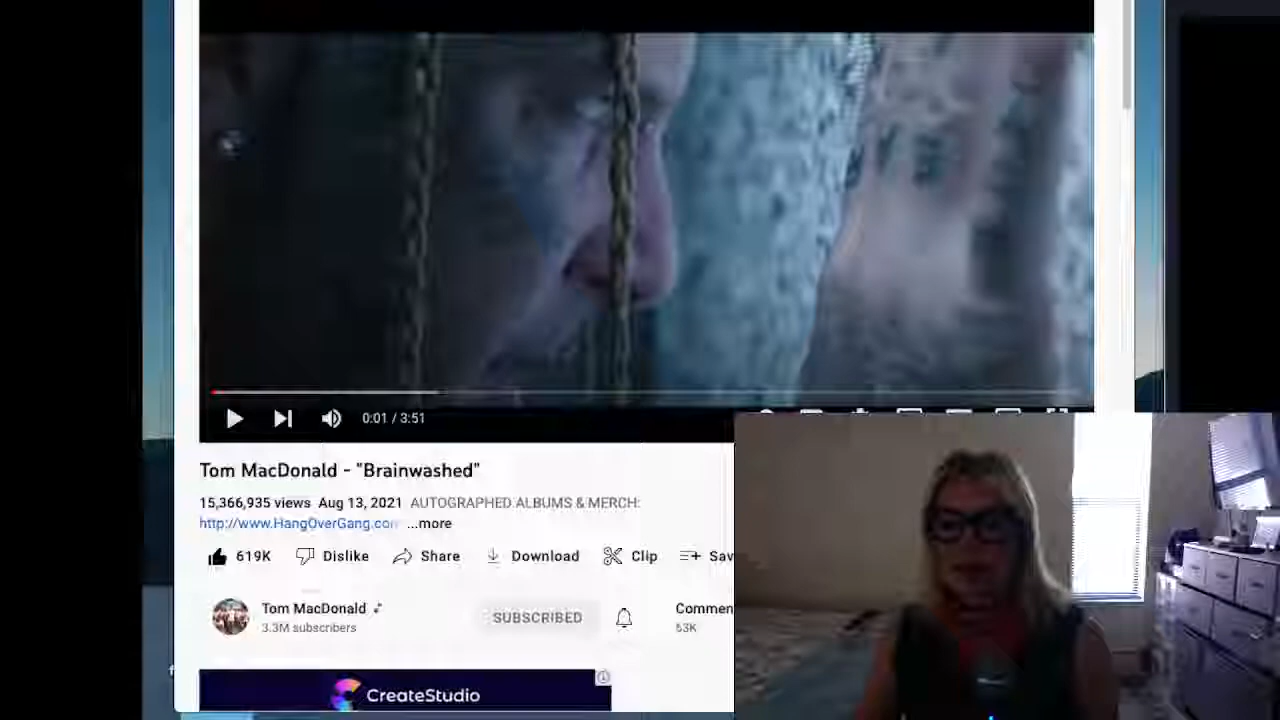 0:01 / 3:51
Tom MacDonald - "Brainwashed"
15,366,935 views Aug 13, 2021 AUTOGRAPHED ALBUMS & MERCH:
http://www.HangOverGang.con ...more
619K Dislike Share Download Clip Sav
Tom MacDonald
3.3M subscribers
SUBSCRIBED
Commen
53K
CreateStudio